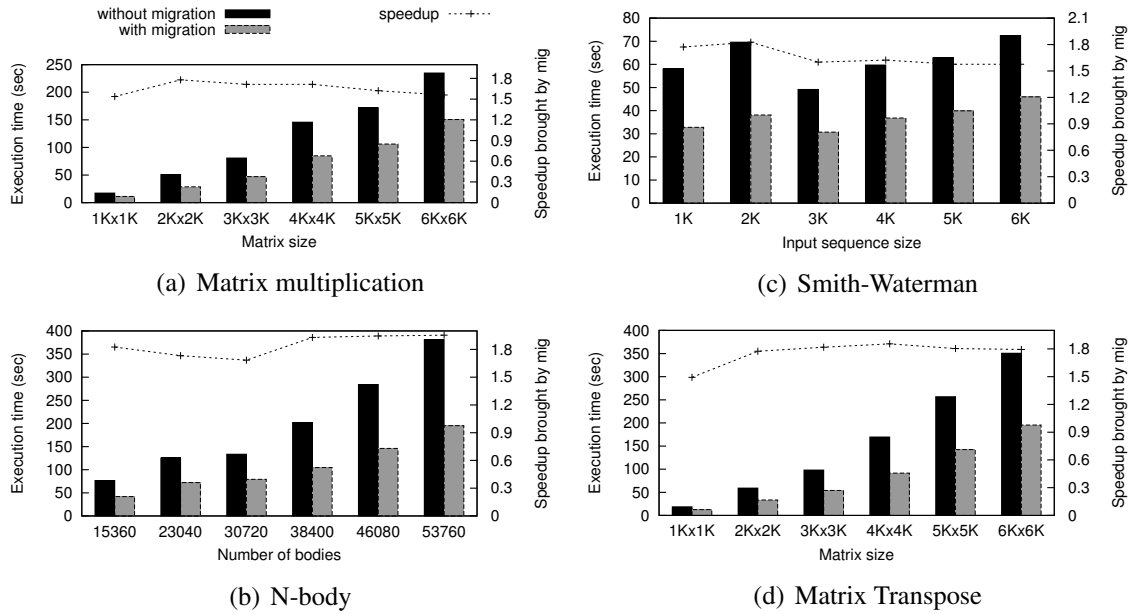 without migration
with migration
speedup
Execution time (sec)
250
200
150
100
50
0
1.8
1.5
1.2
0.9
0.6
0.3
0
Speedup brought by mig
1Kx1K 2Kx2K 3Kx3K 4Kx4K 5Kx5K 6Kx6K
Matrix size
(a) Matrix multiplication
Execution time (sec)
80
70
60
50
40
30
20
10
0
2.1
1.8
1.5
1.2
0.9
0.6
0.3
0
Speedup brought by mig
1K 2K 3K 4K 5K 6K
Input sequence size
(c) Smith-Waterman
Execution time (sec)
400
350
300
250
200
150
100
50
0
1.8
1.5
1.2
0.9
0.6
0.3
0
Speedup brought by mig
15360 23040 30720 38400 46080 53760
Number of bodies
(b) N-body
Execution time (sec)
400
350
300
250
200
150
100
50
0
1.8
1.5
1.2
0.9
0.6
0.3
0
Speedup brought by mig
1Kx1K 2Kx2K 3Kx3K 4Kx4K 5Kx5K 6Kx6K
Matrix size
(d) Matrix Transpose